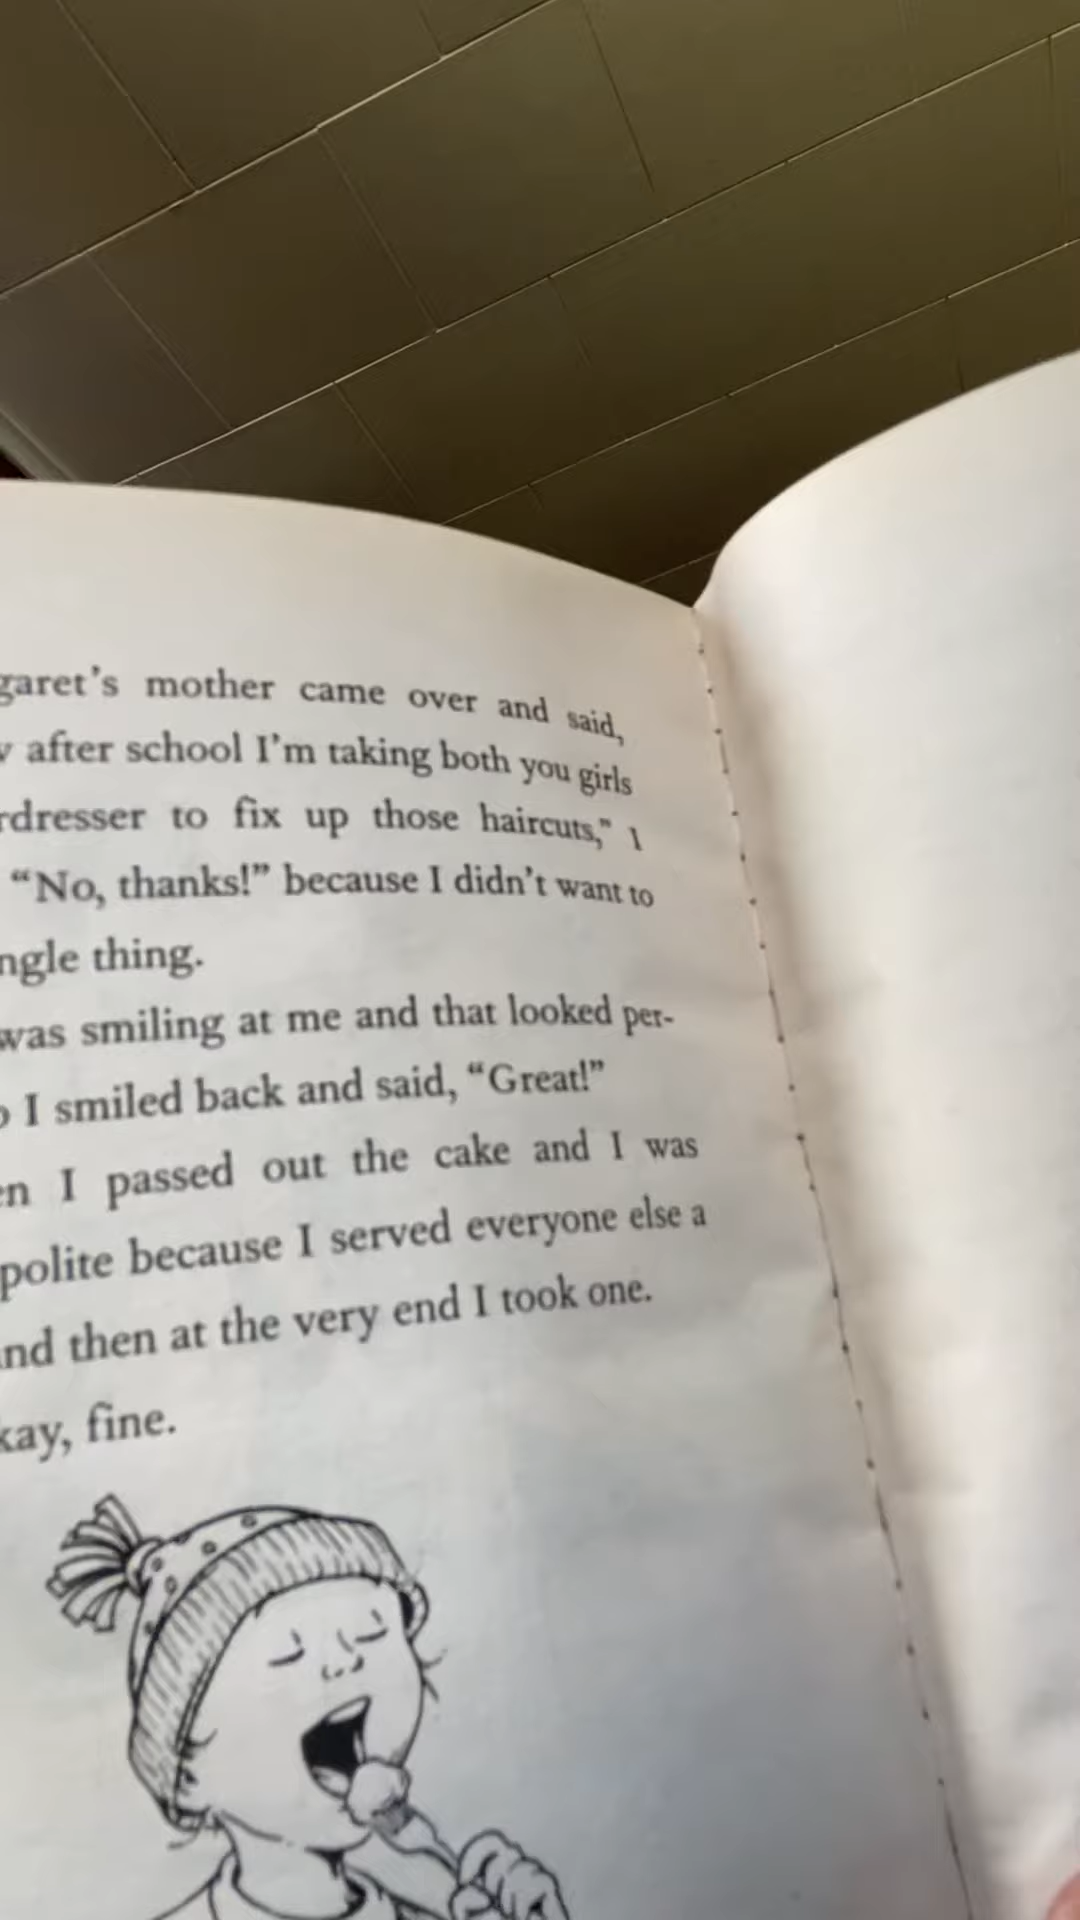 garet's mother came over and said,
after school I'm taking both you girls
rdresser to fix up those haircuts," I
"No, thanks!" because I didn't want to
ngle thing.
was smiling at me and that looked per-
I smiled back and said, "Great!"
en I passed out the cake and I was
polite because I served everyone else a
nd then at the very end I took one.
kay, fine.